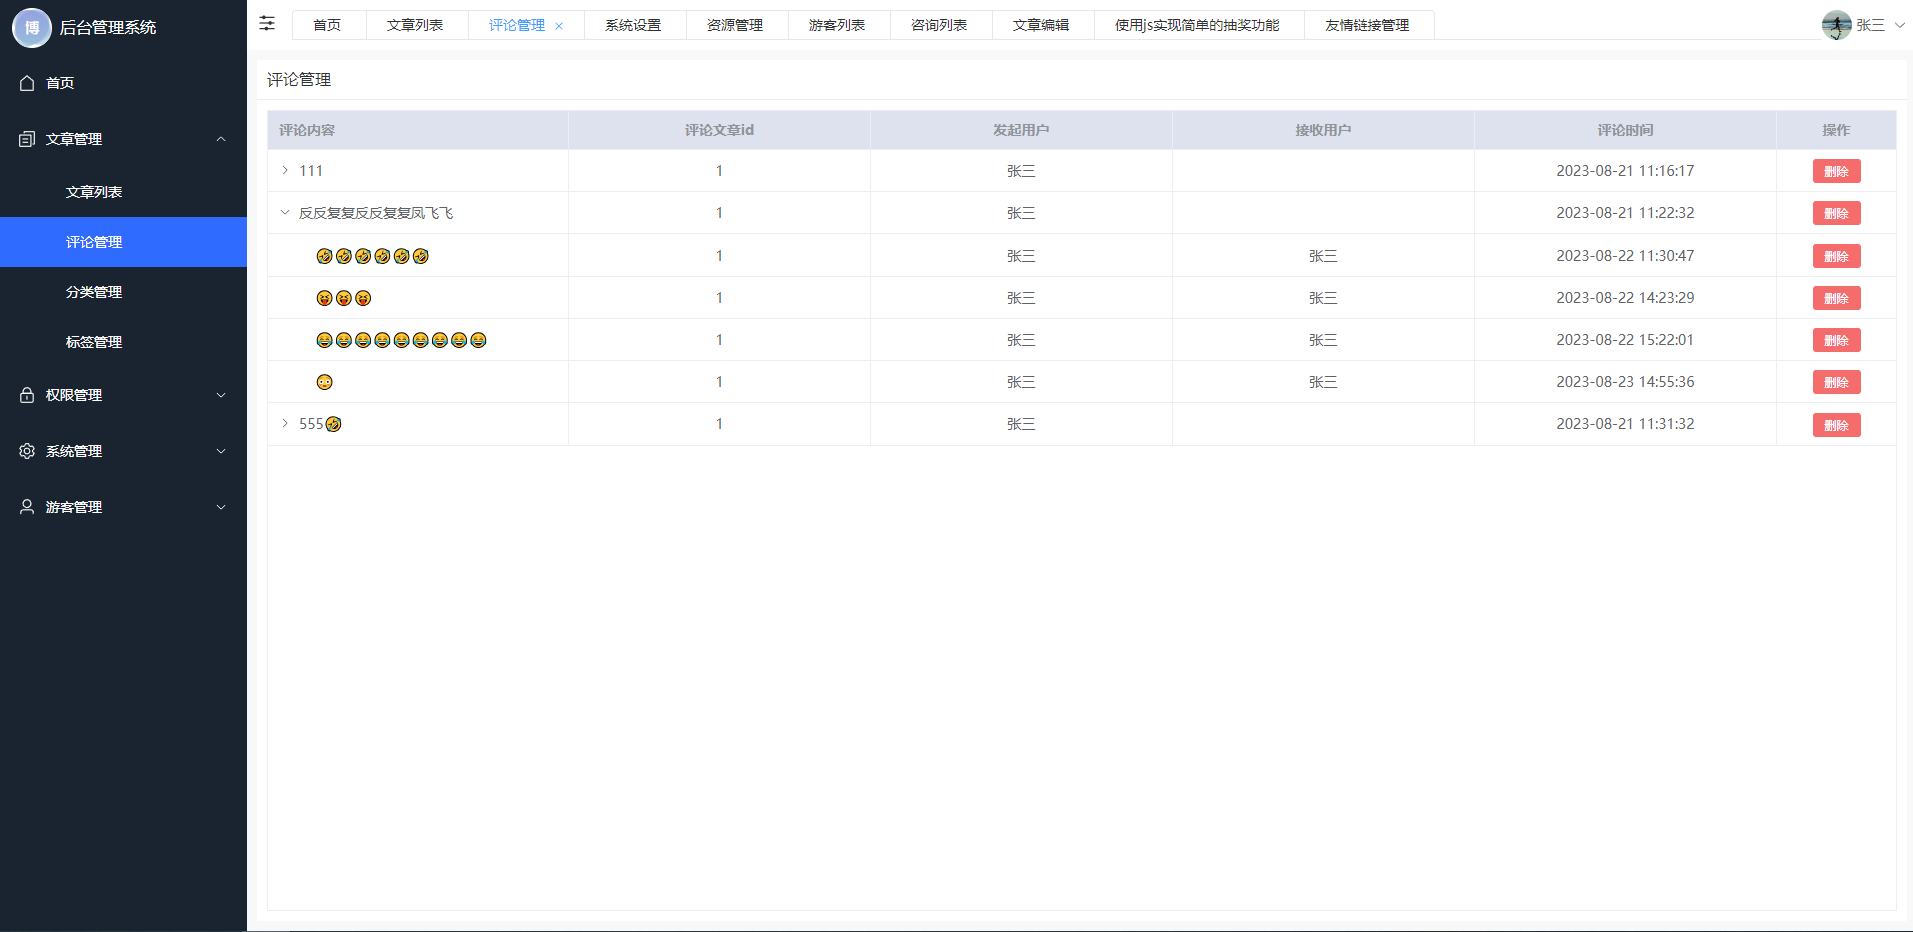 博 后台管理系统
首页
文章管理
文章列表
评论管理
分类管理
标签管理
权限管理
系统管理
游客管理
首页 文章列表 评论管理 × 系统设置 资源管理 游客列表 咨询列表 文章编辑 使用js实现简单的抽奖功能 友情链接管理 张三
评论管理
评论内容 评论文章id 发起用户 接收用户 评论时间 操作
111 1 张三 2023-08-21 11:16:17 删除
反反复复反反复复凤飞飞 1 张三 2023-08-21 11:22:32 删除
🤣🤣🤣🤣🤣🤣 1 张三 张三 2023-08-22 11:30:47 删除
😝😝😝 1 张三 张三 2023-08-22 14:23:29 删除
😂😂😂😂😂😂😂😂😂 1 张三 张三 2023-08-22 15:22:01 删除
😳 1 张三 张三 2023-08-23 14:55:36 删除
555🤣 1 张三 2023-08-21 11:31:32 删除